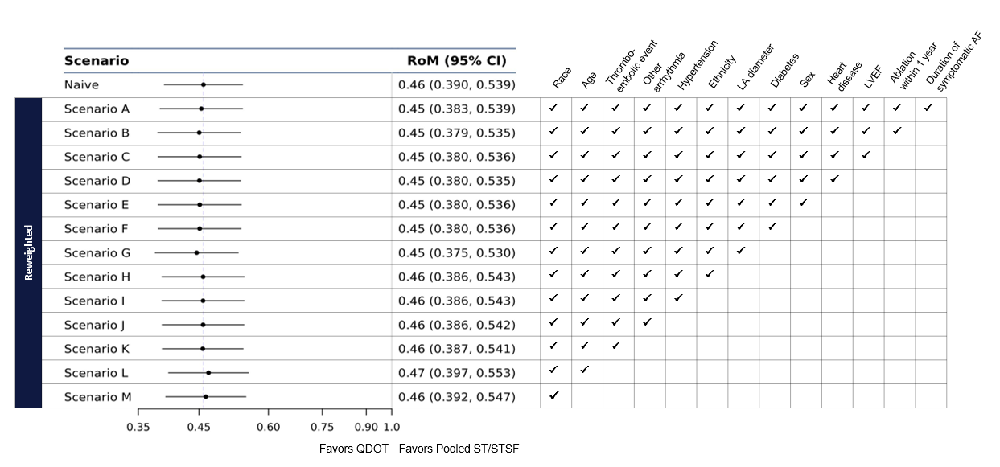 Scenario RoM (95% CI)
Race
Age
Thrombo-
embolic event
Other
arrhythmia
Hypertension
Ethnicity
LA diameter
Diabetes
Sex
Heart
disease
LVEF
Ablation
within 1 year
Duration of
symptomatic AF
Naive 0.46 (0.390, 0.539)
Reweighted
Scenario A 0.45 (0.383, 0.539) ✓ ✓ ✓ ✓ ✓ ✓ ✓ ✓ ✓ ✓ ✓ ✓ ✓
Scenario B 0.45 (0.379, 0.535) ✓ ✓ ✓ ✓ ✓ ✓ ✓ ✓ ✓ ✓ ✓ ✓
Scenario C 0.45 (0.380, 0.536) ✓ ✓ ✓ ✓ ✓ ✓ ✓ ✓ ✓ ✓ ✓
Scenario D 0.45 (0.380, 0.535) ✓ ✓ ✓ ✓ ✓ ✓ ✓ ✓ ✓ ✓
Scenario E 0.45 (0.380, 0.536) ✓ ✓ ✓ ✓ ✓ ✓ ✓ ✓ ✓
Scenario F 0.45 (0.380, 0.536) ✓ ✓ ✓ ✓ ✓ ✓ ✓ ✓
Scenario G 0.45 (0.375, 0.530) ✓ ✓ ✓ ✓ ✓ ✓ ✓
Scenario H 0.46 (0.386, 0.543) ✓ ✓ ✓ ✓ ✓ ✓
Scenario I 0.46 (0.386, 0.543) ✓ ✓ ✓ ✓ ✓
Scenario J 0.46 (0.386, 0.542) ✓ ✓ ✓ ✓
Scenario K 0.46 (0.387, 0.541) ✓ ✓ ✓
Scenario L 0.47 (0.397, 0.553) ✓ ✓
Scenario M 0.46 (0.392, 0.547) ✓
0.35 0.45 0.60 0.75 0.90 1.0
Favors QDOT Favors Pooled ST/STSF